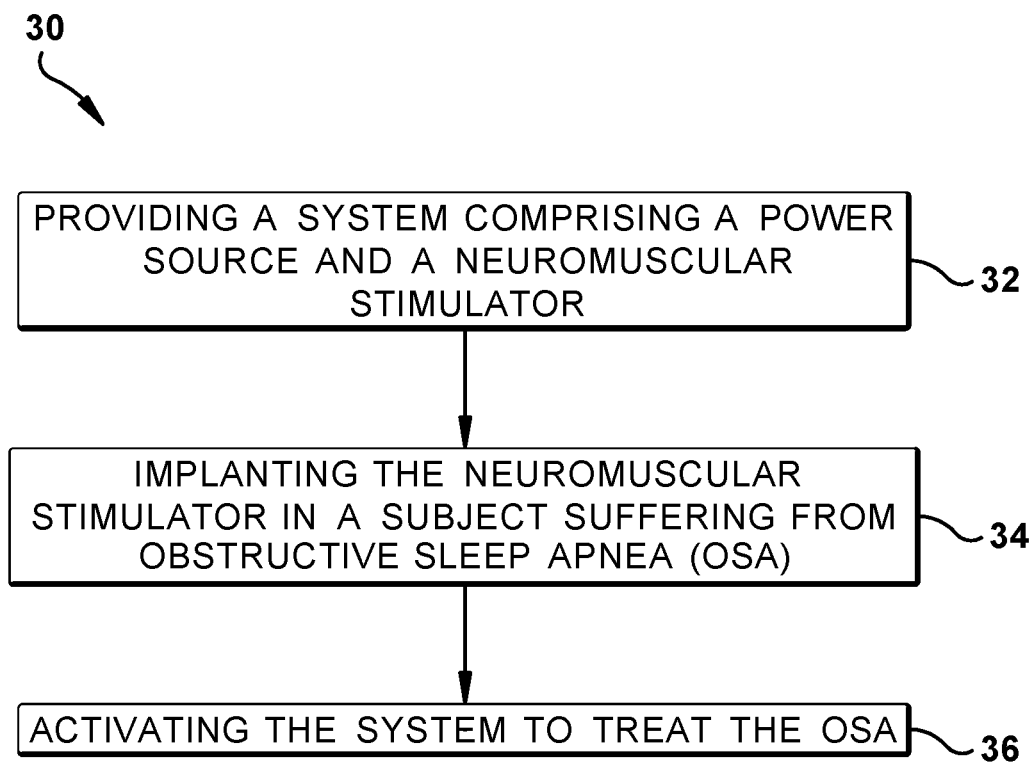 30
PROVIDING A SYSTEM COMPRISING A POWER
SOURCE AND A NEUROMUSCULAR
STIMULATOR
32
IMPLANTING THE NEUROMUSCULAR
STIMULATOR IN A SUBJECT SUFFERING FROM
OBSTRUCTIVE SLEEP APNEA (OSA)
34
ACTIVATING THE SYSTEM TO TREAT THE OSA
36